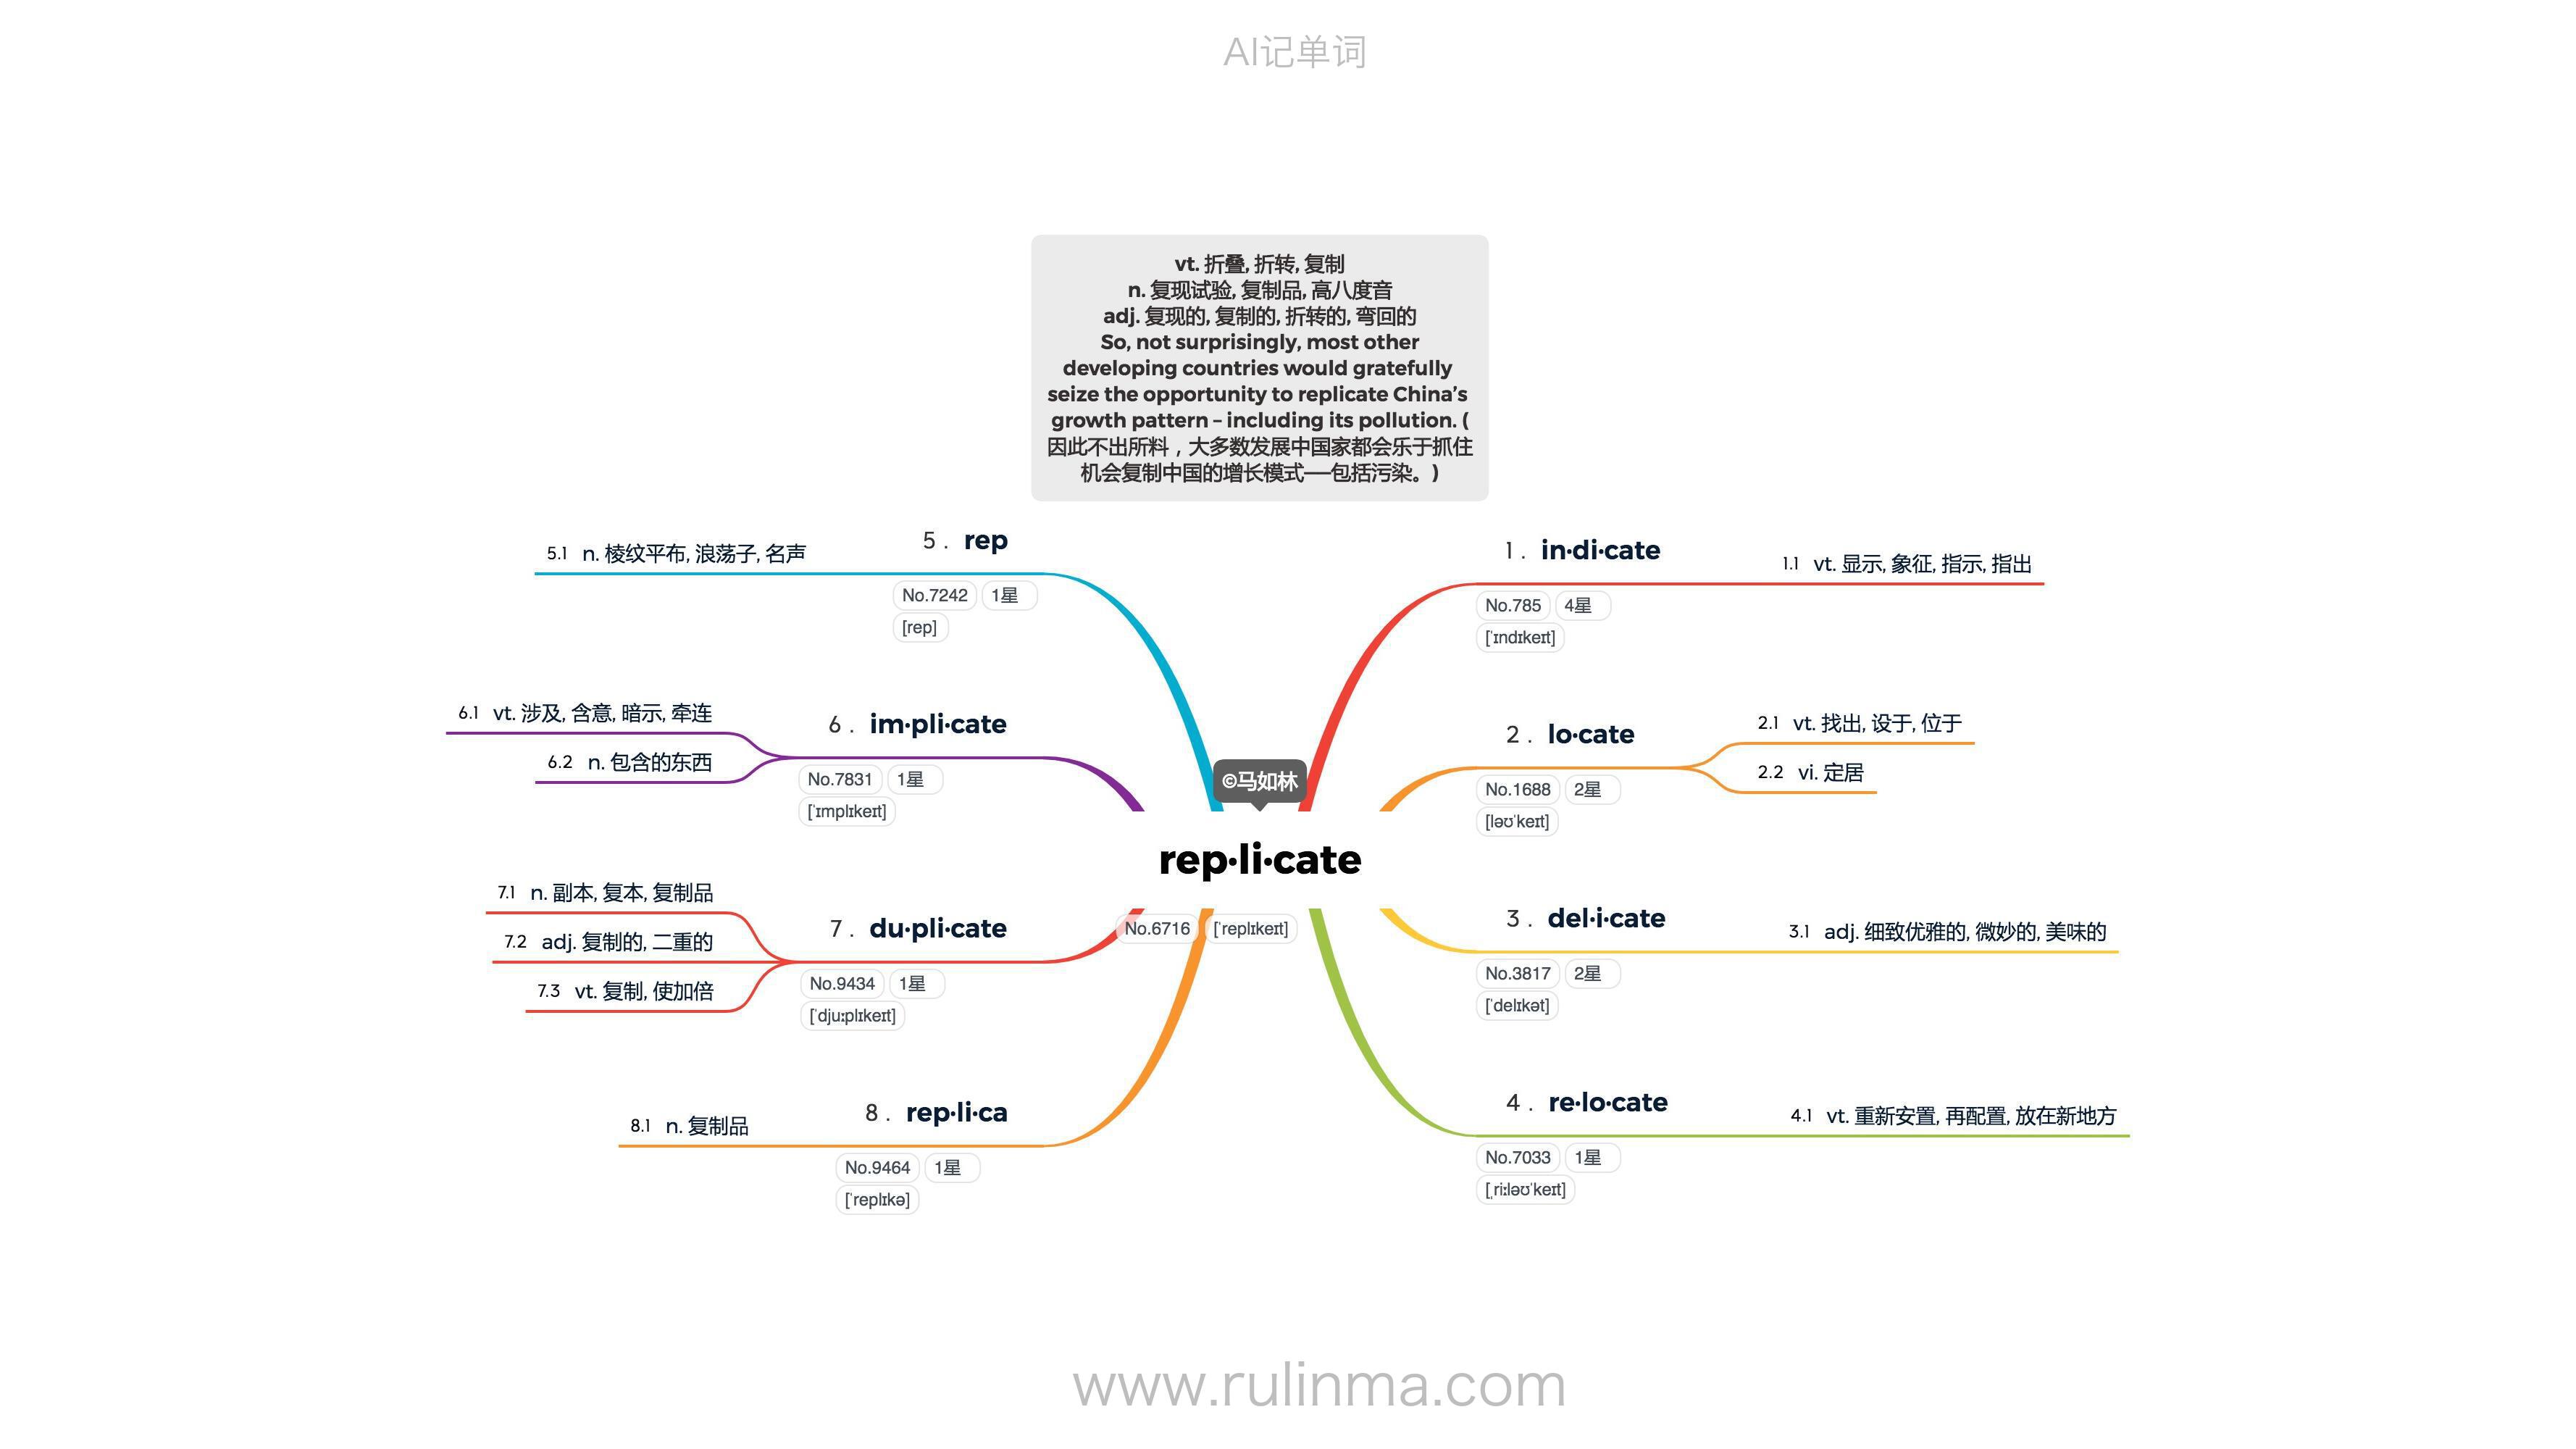 AI记单词
vt. 折叠, 折转, 复制
n. 复现试验, 复制品, 高八度音
adj. 复现的, 复制的, 折转的, 弯回的
So, not surprisingly, most other
developing countries would gratefully
seize the opportunity to replicate China’s
growth pattern – including its pollution. (
因此不出所料，大多数发展中国家都会乐于抓住
机会复制中国的增长模式──包括污染。)
©马如林
rep·li·cate
No.6716 [ˈreplɪkeɪt]
1 . in·di·cate
No.785 4星
[ˈɪndɪkeɪt]
1.1 vt. 显示, 象征, 指示, 指出
2 . lo·cate
No.1688 2星
[ləʊˈkeɪt]
2.1 vt. 找出, 设于, 位于
2.2 vi. 定居
3 . del·i·cate
No.3817 2星
[ˈdelɪkət]
3.1 adj. 细致优雅的, 微妙的, 美味的
4 . re·lo·cate
No.7033 1星
[ˌriːləʊˈkeɪt]
4.1 vt. 重新安置, 再配置, 放在新地方
5 . rep
No.7242 1星
[rep]
5.1 n. 棱纹平布, 浪荡子, 名声
6 . im·pli·cate
No.7831 1星
[ˈɪmplɪkeɪt]
6.1 vt. 涉及, 含意, 暗示, 牵连
6.2 n. 包含的东西
7 . du·pli·cate
No.9434 1星
[ˈdjuːplɪkeɪt]
7.1 n. 副本, 复本, 复制品
7.2 adj. 复制的, 二重的
7.3 vt. 复制, 使加倍
8 . rep·li·ca
No.9464 1星
[ˈreplɪkə]
8.1 n. 复制品
www.rulinma.com